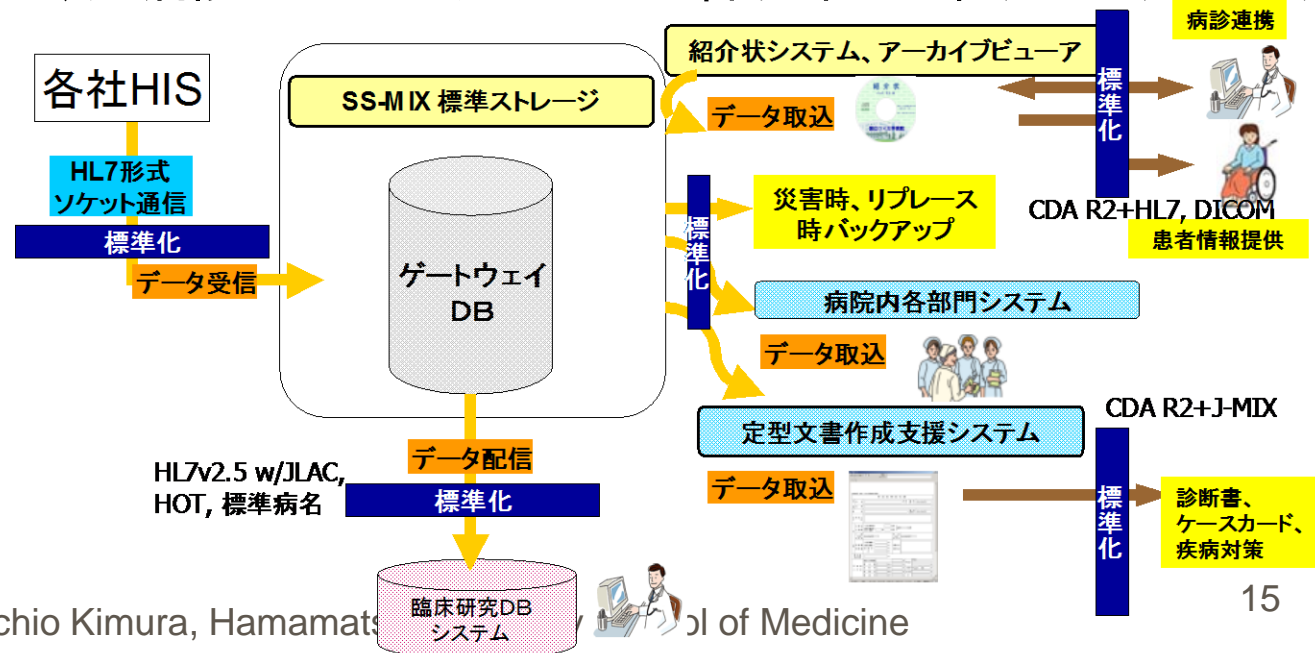 病診連携
紹介状システム、アーカイブビューア
各社HIS
SS-MIX 標準ストレージ
標準化
データ取込
HL7形式
ソケット通信
標準化
データ受信
ゲートウェイ
DB
標準化
災害時、リプレース
時バックアップ
CDA R2+HL7, DICOM
患者情報提供
病院内各部門システム
データ取込
CDA R2+J-MIX
定型文書作成支援システム
データ配信
HL7v2.5 w/JLAC,
HOT, 標準病名
標準化
データ取込
標準化
診断書、
ケースカード、
疾病対策
臨床研究DB
システム
chio Kimura, Hamamats
ol of Medicine
15